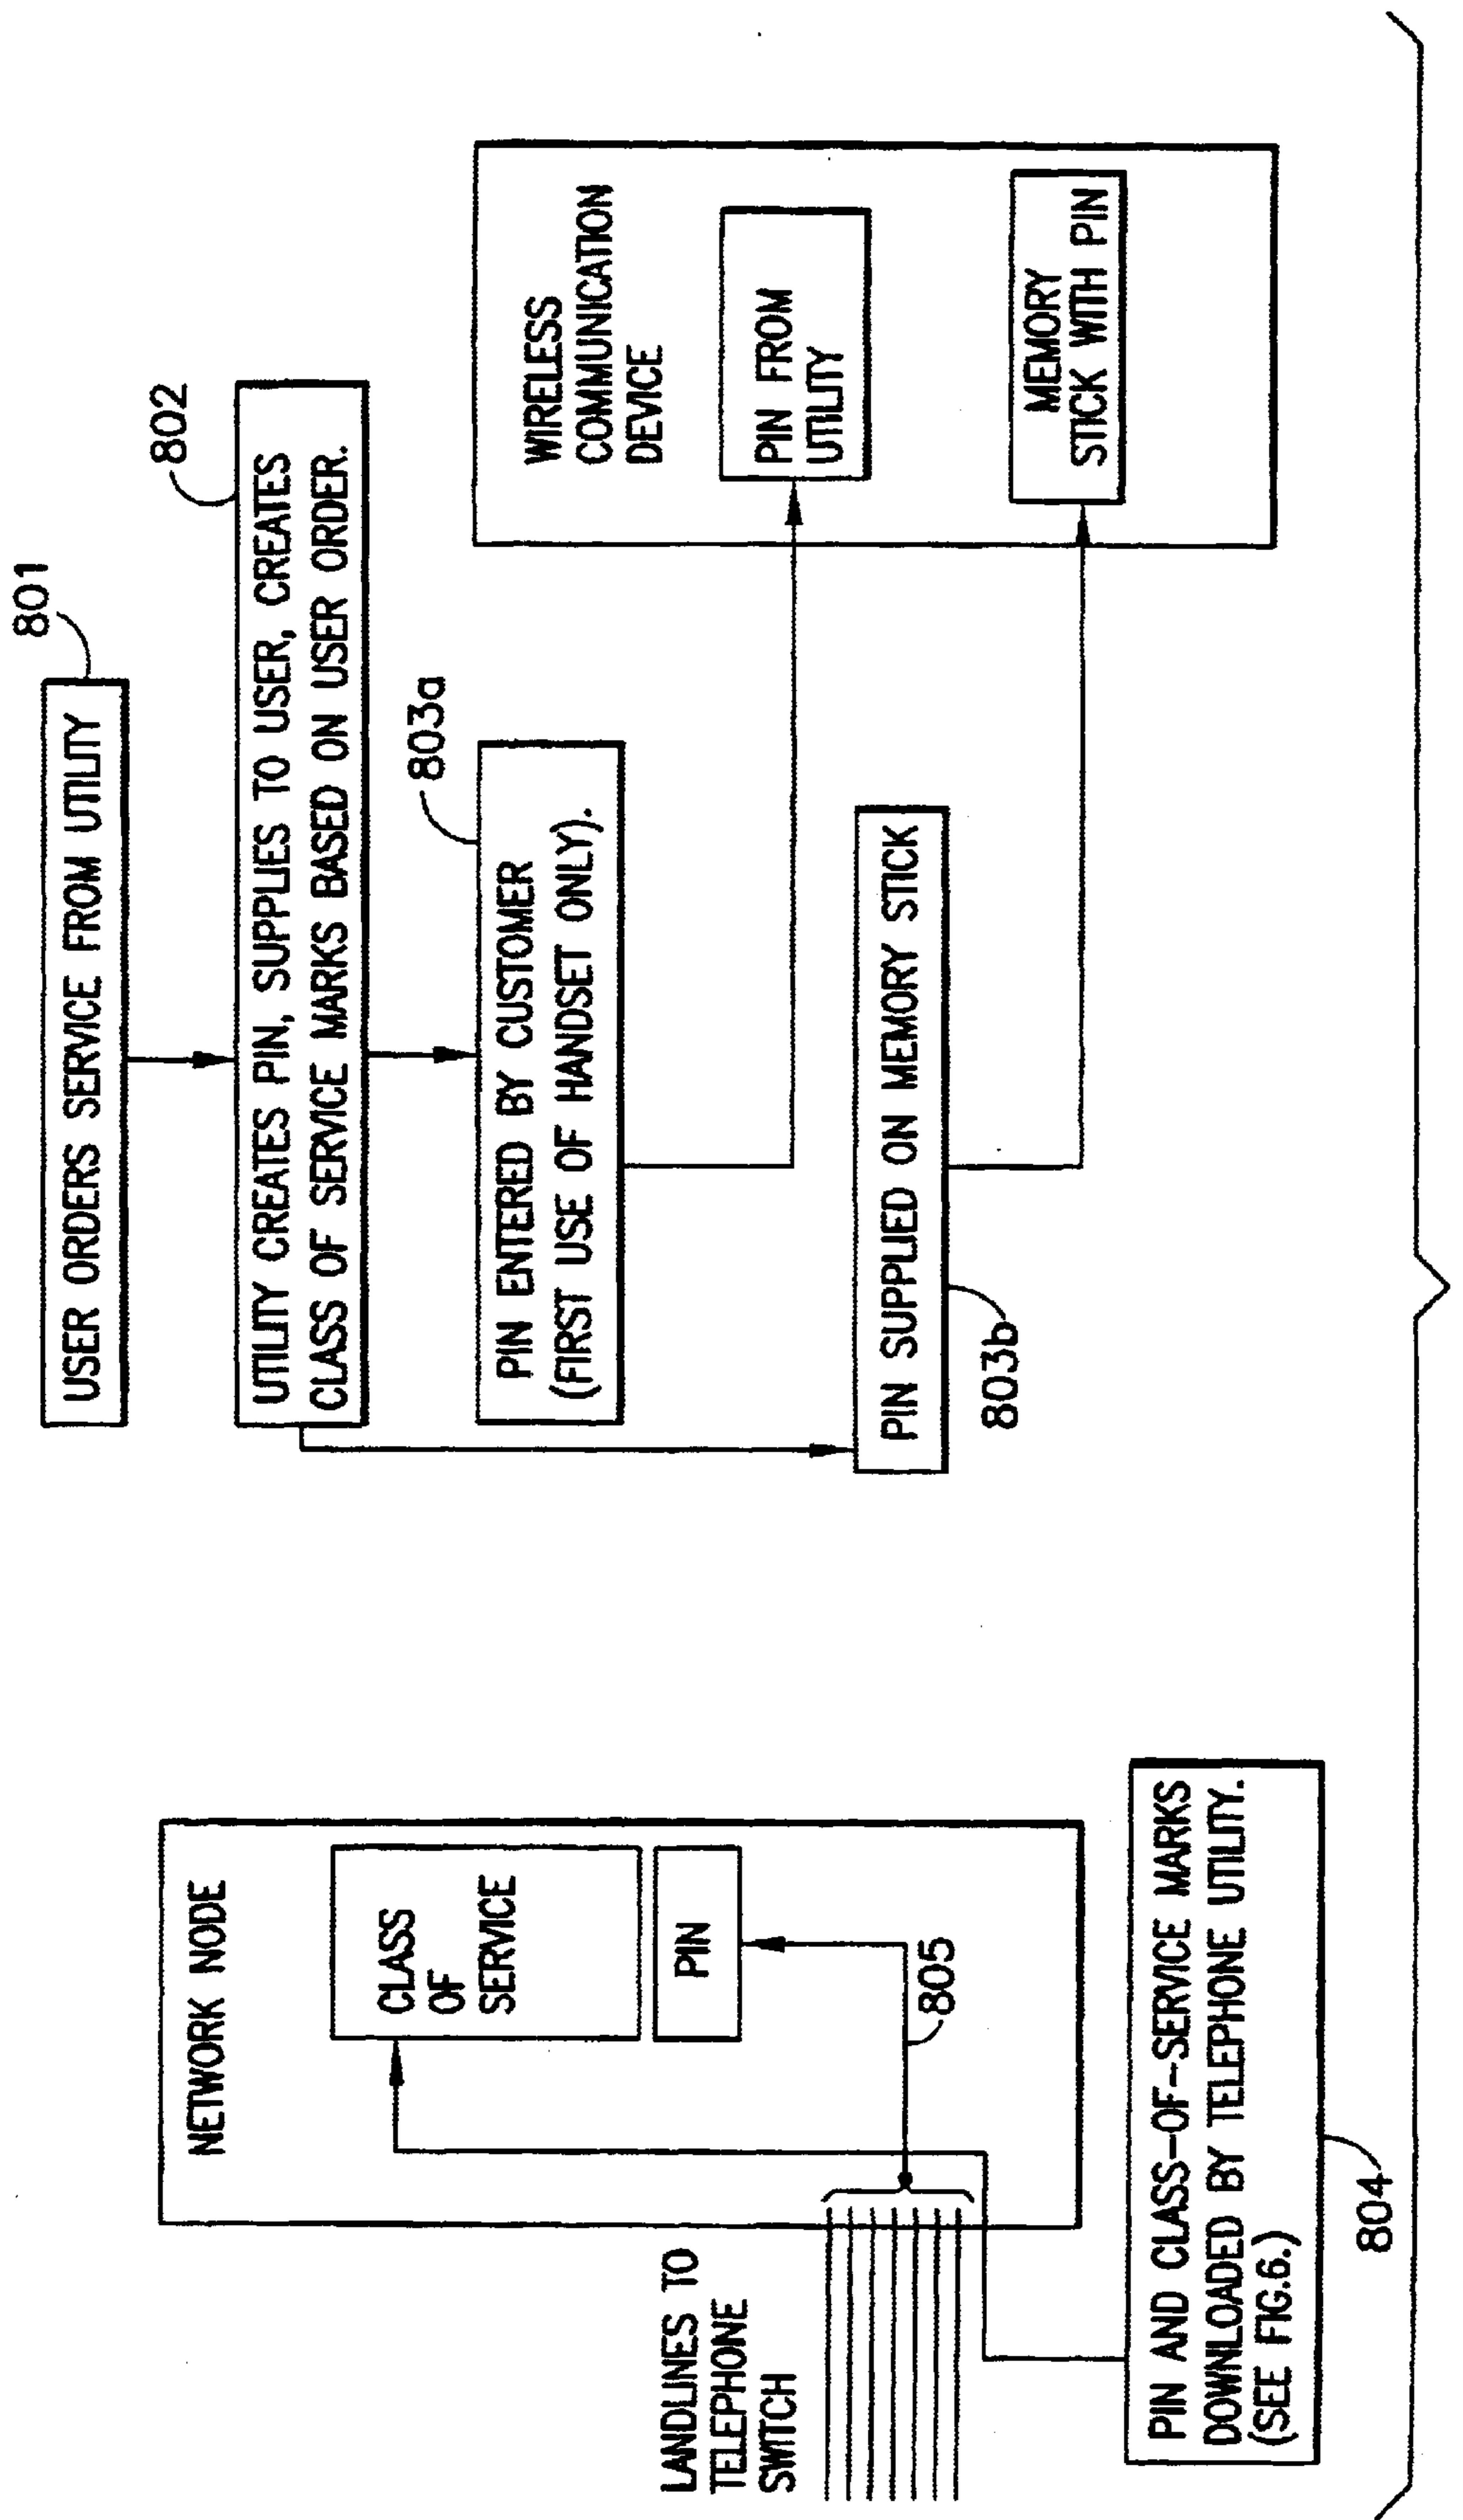 801
USER ORDERS SERVICE FROM UTILITY
802
UTILITY CREATES PIN, SUPPLIES TO USER, CREATES
CLASS OF SERVICE MARKS BASED ON USER ORDER.
803a
PIN ENTERED BY CUSTOMER
(FIRST USE OF HANDSET ONLY).
PIN SUPPLIED ON MEMORY STICK
803b
WIRELESS
COMMUNICATION
DEVICE
PIN FROM
UTILITY
MEMORY
STICK WITH PIN
NETWORK NODE
CLASS
OF
SERVICE
PIN
805
LANDLINES TO
TELEPHONE
SWITCH
PIN AND CLASS-OF-SERVICE MARKS
DOWNLOADED BY TELEPHONE UTILITY.
(SEE FIG.6.)
804